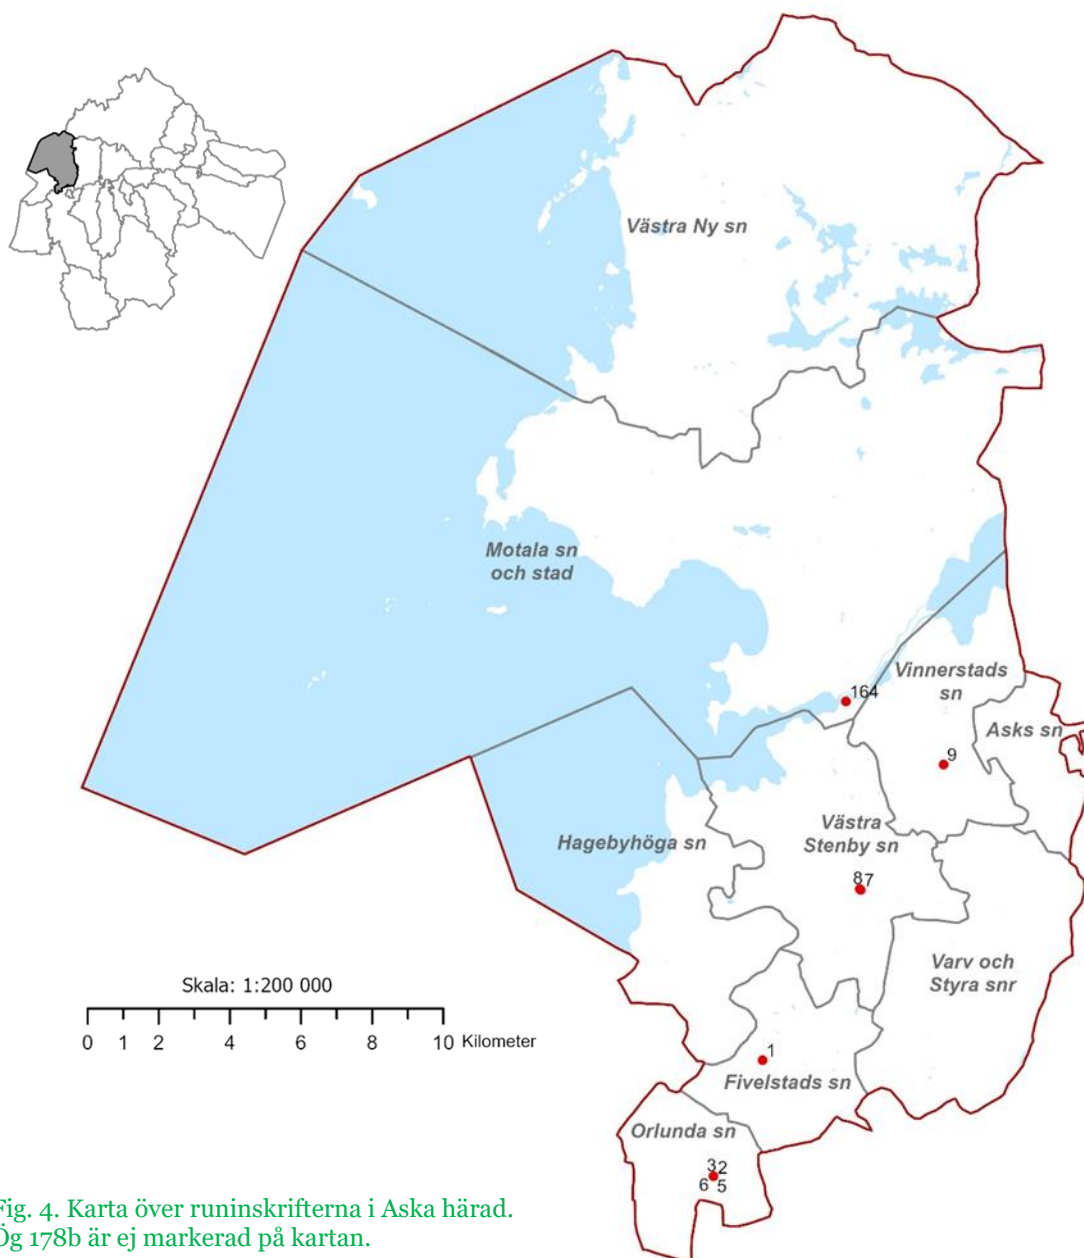 Västra Ny sn
Motala sn
och stad
Vinnerstads
sn
164
Asks sn
9
Västra
Stenby sn
Hagebyhöga sn
87
Varv och
Styra snr
Skala: 1:200 000
0 1 2 4 6 8 10 Kilometer
1
Fivelstads sn
Orlunda sn
32
6 5
Fig. 4. Karta över runinskrifterna i Aska härad.
Ög 178b är ej markerad på kartan.